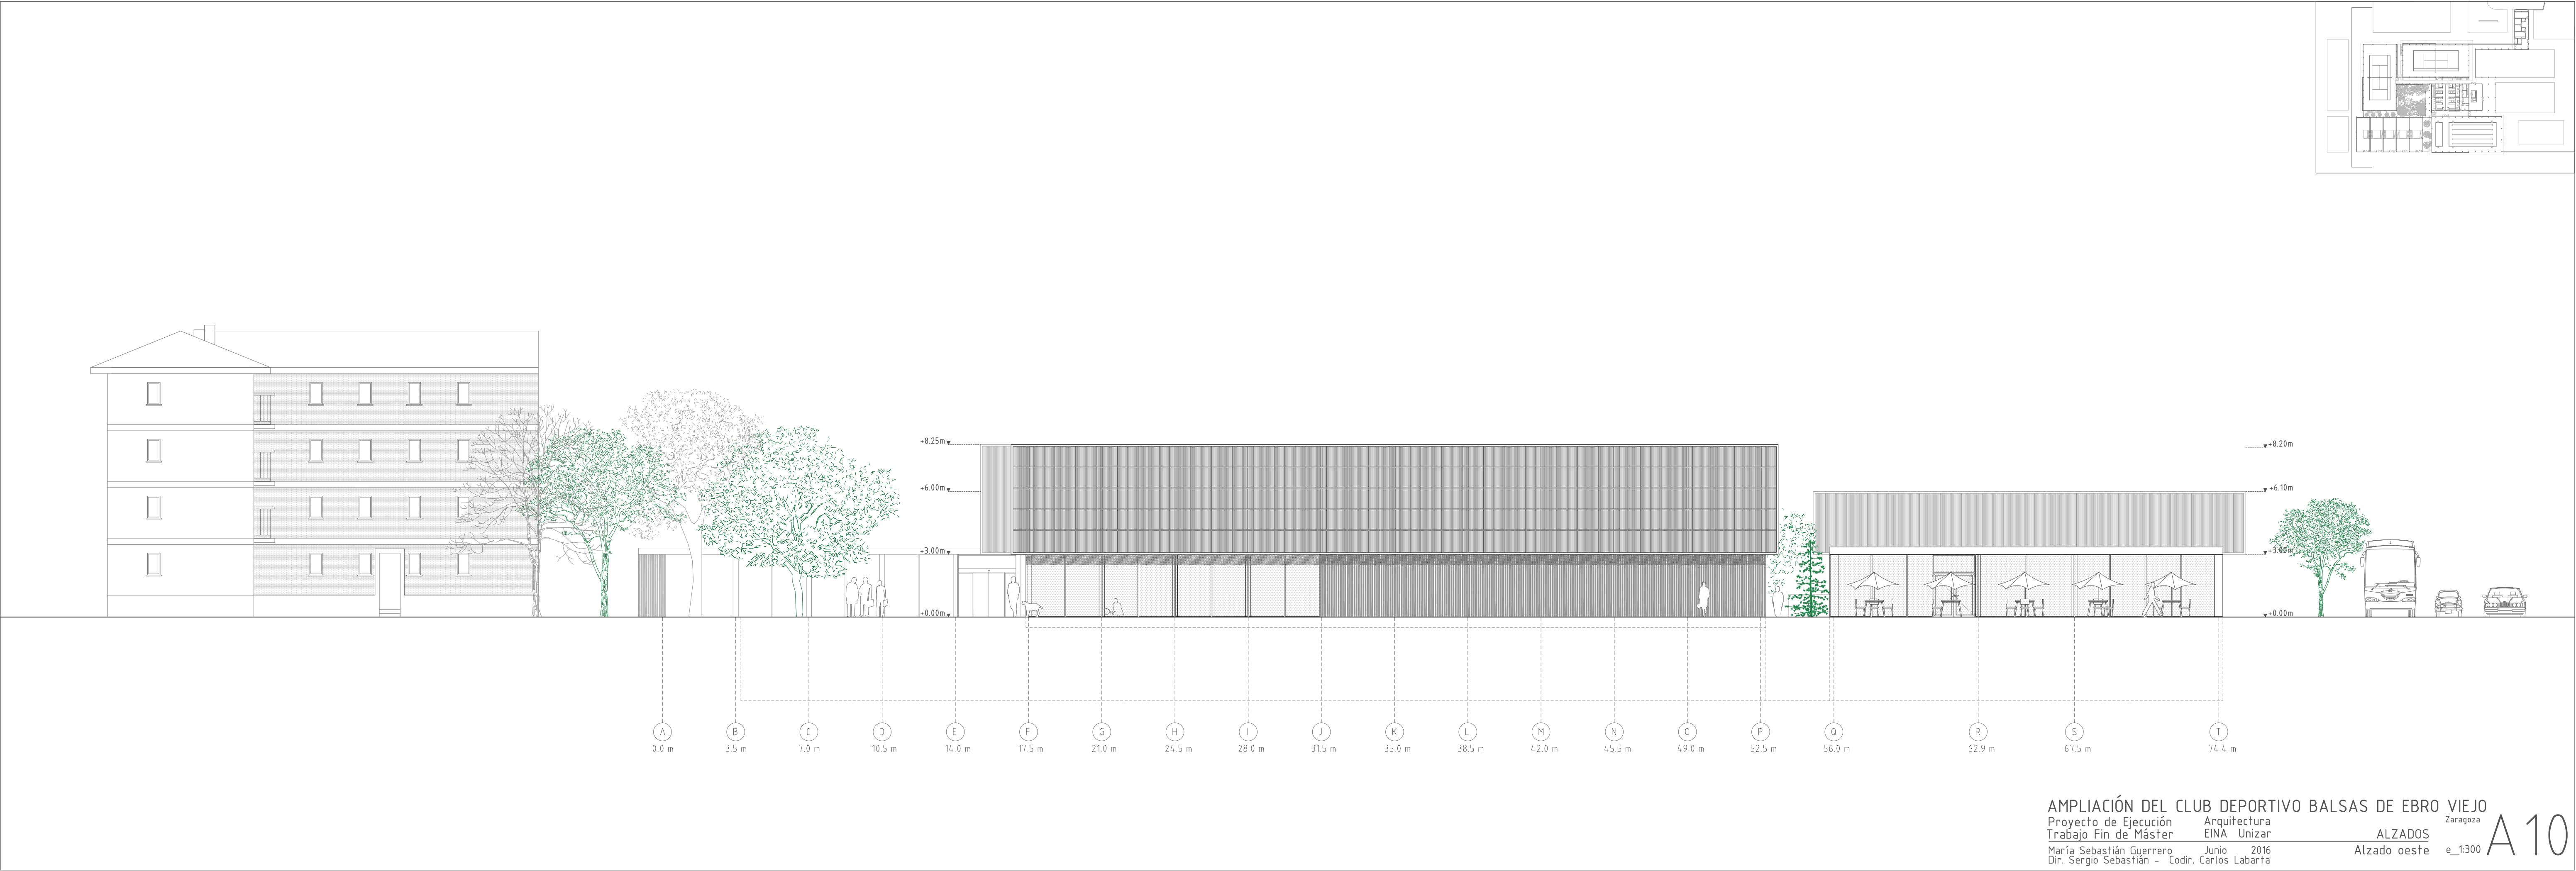 +8.25m
+6.00m
+3.00m
+0.00m
+8.20m
+6.10m
+3.00m
+0.00m
A B C D E F G H I J K L M N O P Q R S T
0.0 m 3.5 m 7.0 m 10.5 m 14.0 m 17.5 m 21.0 m 24.5 m 28.0 m 31.5 m 35.0 m 38.5 m 42.0 m 45.5 m 49.0 m 52.5 m 56.0 m 62.9 m 67.5 m 74.4 m
AMPLIACIÓN DEL CLUB DEPORTIVO BALSAS DE EBRO VIEJO
Proyecto de Ejecución Arquitectura Zaragoza
Trabajo Fin de Máster EINA Unizar ALZADOS
María Sebastián Guerrero Junio 2016 Alzado oeste e_1:300
Dir. Sergio Sebastián - Codir. Carlos Labarta
A10